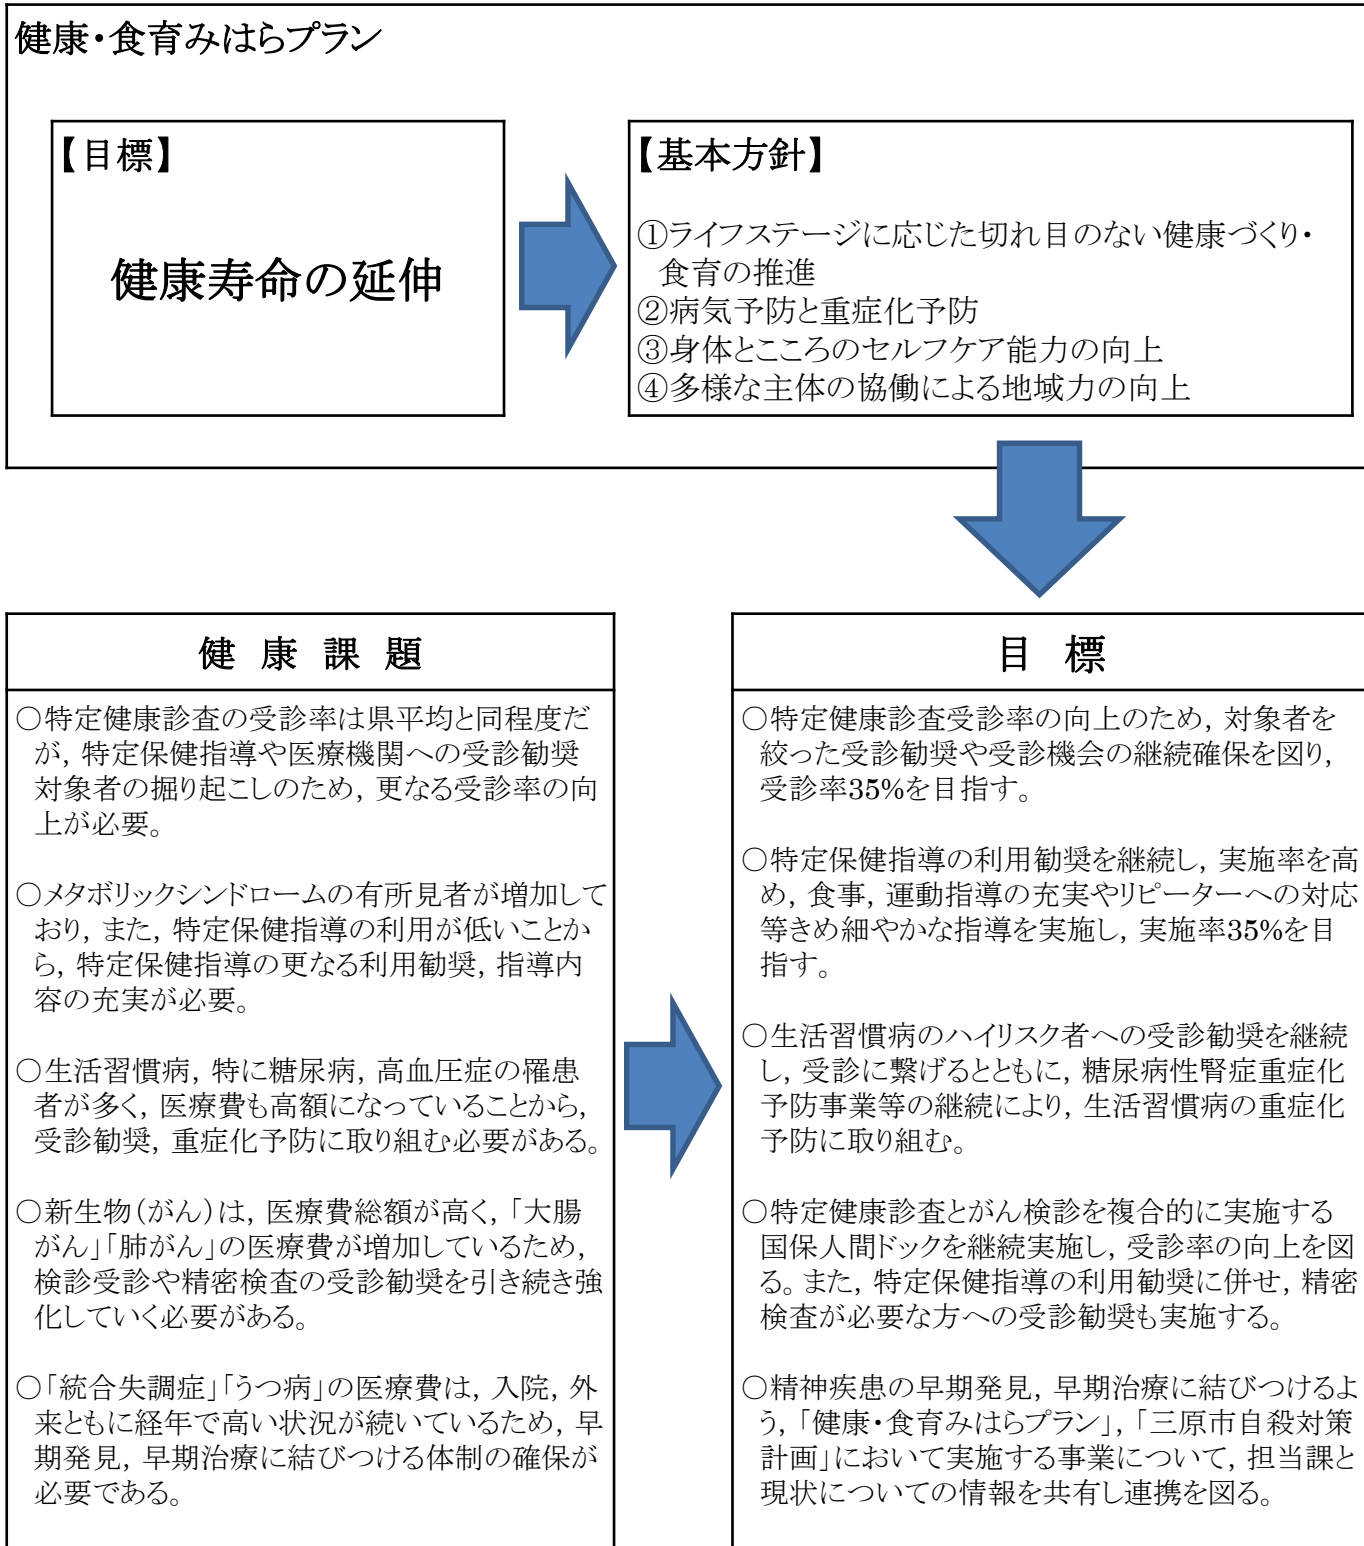 健康・食育みはらプラン
【目標】
健康寿命の延伸
【基本方針】
①ライフステージに応じた切れ目のない健康づくり・
食育の推進
②病気予防と重症化予防
③身体とこころのセルフケア能力の向上
④多様な主体の協働による地域力の向上
健康課題
○特定健康診査の受診率は県平均と同程度だ
が，特定保健指導や医療機関への受診勧奨
対象者の掘り起こしのため，更なる受診率の向
上が必要。
○メタボリックシンドロームの有所見者が増加して
おり，また，特定保健指導の利用が低いことか
ら，特定保健指導の更なる利用勧奨，指導内
容の充実が必要。
○生活習慣病，特に糖尿病，高血圧症の罹患
者が多く，医療費も高額になっていることから，
受診勧奨，重症化予防に取り組む必要がある。
○新生物（がん）は，医療費総額が高く，「大腸
がん」「肺がん」の医療費が増加しているため，
検診受診や精密検査の受診勧奨を引き続き強
化していく必要がある。
○「統合失調症」「うつ病」の医療費は，入院，外
来ともに経年で高い状況が続いているため，早
期発見，早期治療に結びつける体制の確保が
必要である。
目標
○特定健康診査受診率の向上のため，対象者を
絞った受診勧奨や受診機会の継続確保を図り，
受診率35%を目指す。
○特定保健指導の利用勧奨を継続し，実施率を高
め，食事，運動指導の充実やリピーターへの対応
等きめ細やかな指導を実施し，実施率35%を目
指す。
○生活習慣病のハイリスク者への受診勧奨を継続
し，受診に繋げるとともに，糖尿病性腎症重症化
予防事業等の継続により，生活習慣病の重症化
予防に取り組む。
○特定健康診査とがん検診を複合的に実施する
国保人間ドックを継続実施し，受診率の向上を図
る。また，特定保健指導の利用勧奨に併せ，精密
検査が必要な方への受診勧奨も実施する。
○精神疾患の早期発見，早期治療に結びつけるよ
う，「健康・食育みはらプラン」，「三原市自殺対策
計画」において実施する事業について，担当課と
現状についての情報を共有し連携を図る。